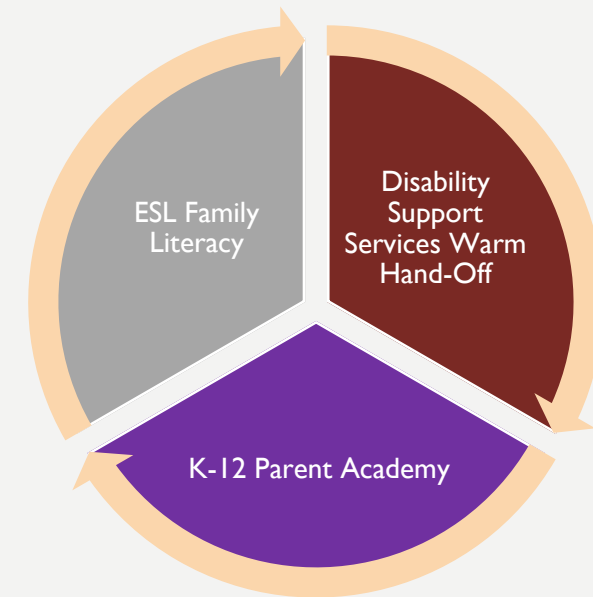 ESL Family
Literacy
Disability
Support
Services Warm
Hand-Off
K-12 Parent Academy